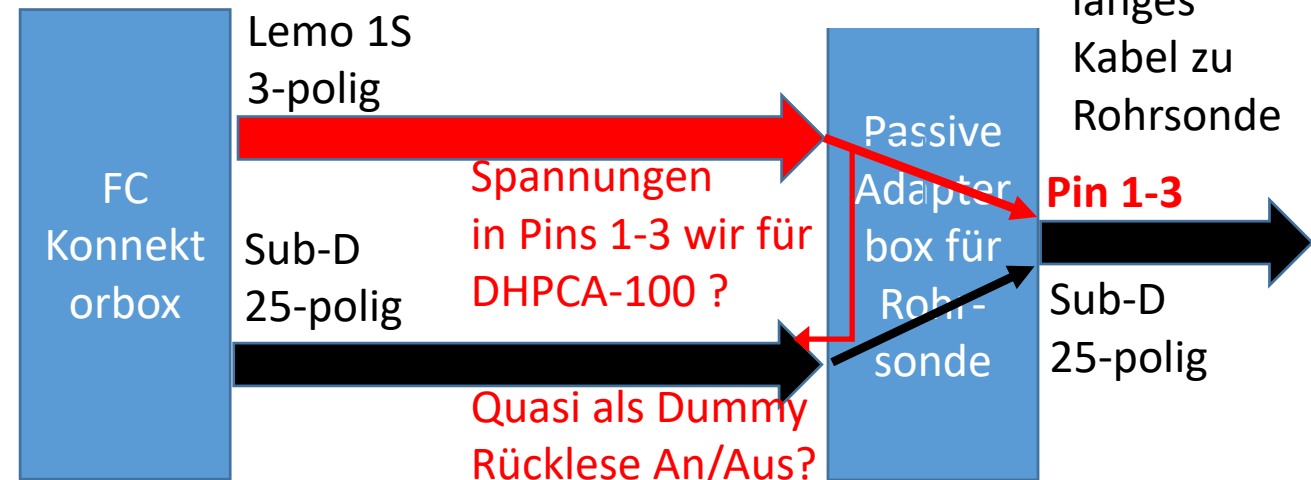 FC
Konnekt
orbox
Lemo 1S
3-polig
Spannungen
in Pins 1-3 wir für
DHPCA-100 ?
Sub-D
25-polig
Quasi als Dummy
Rücklese An/Aus?
Passive
Adapter
box für
Rohr-
sonde
langes
Kabel zu
Rohrsonde
Pin 1-3
Sub-D
25-polig